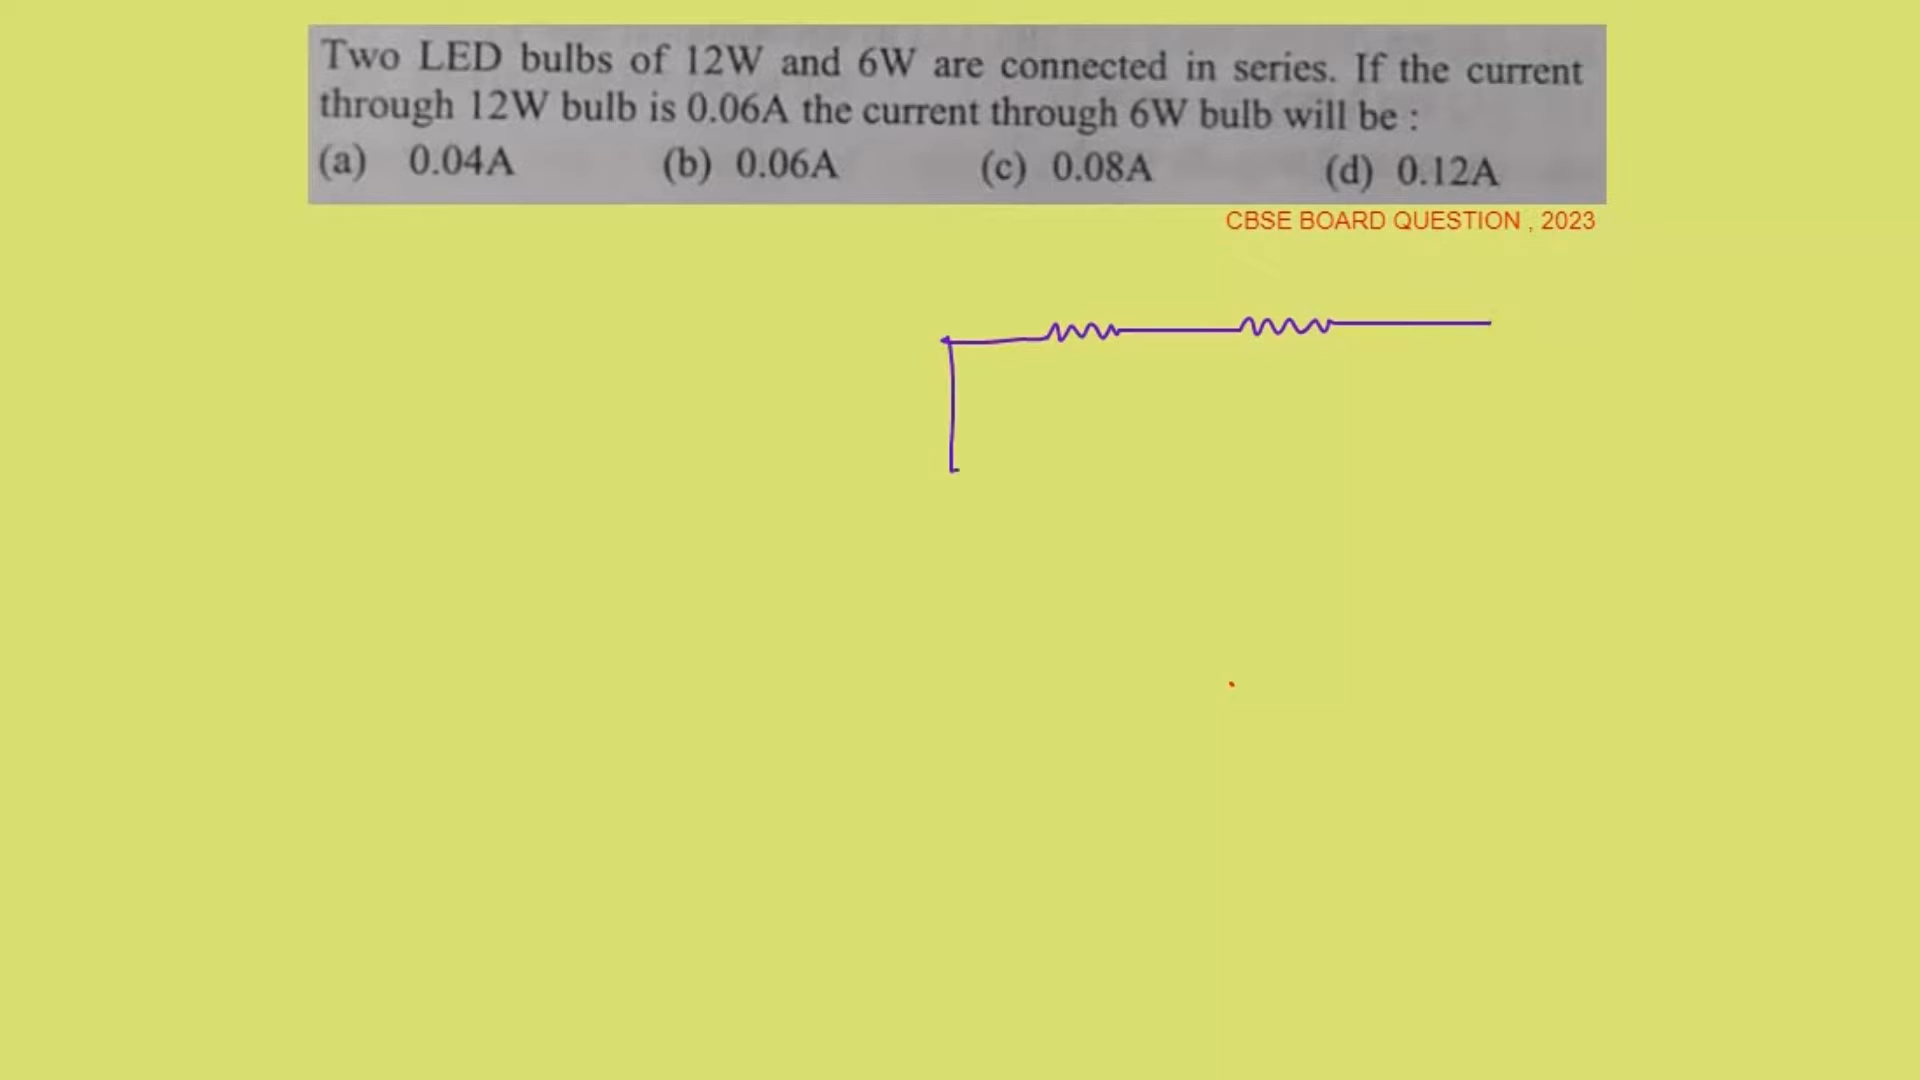 Two LED bulbs of 12W and 6W are connected in series. If the current
through 12W bulb is 0.06A the current through 6W bulb will be :
(a) 0.04A (b) 0.06A (c) 0.08A (d) 0.12A
CBSE BOARD QUESTION , 2023